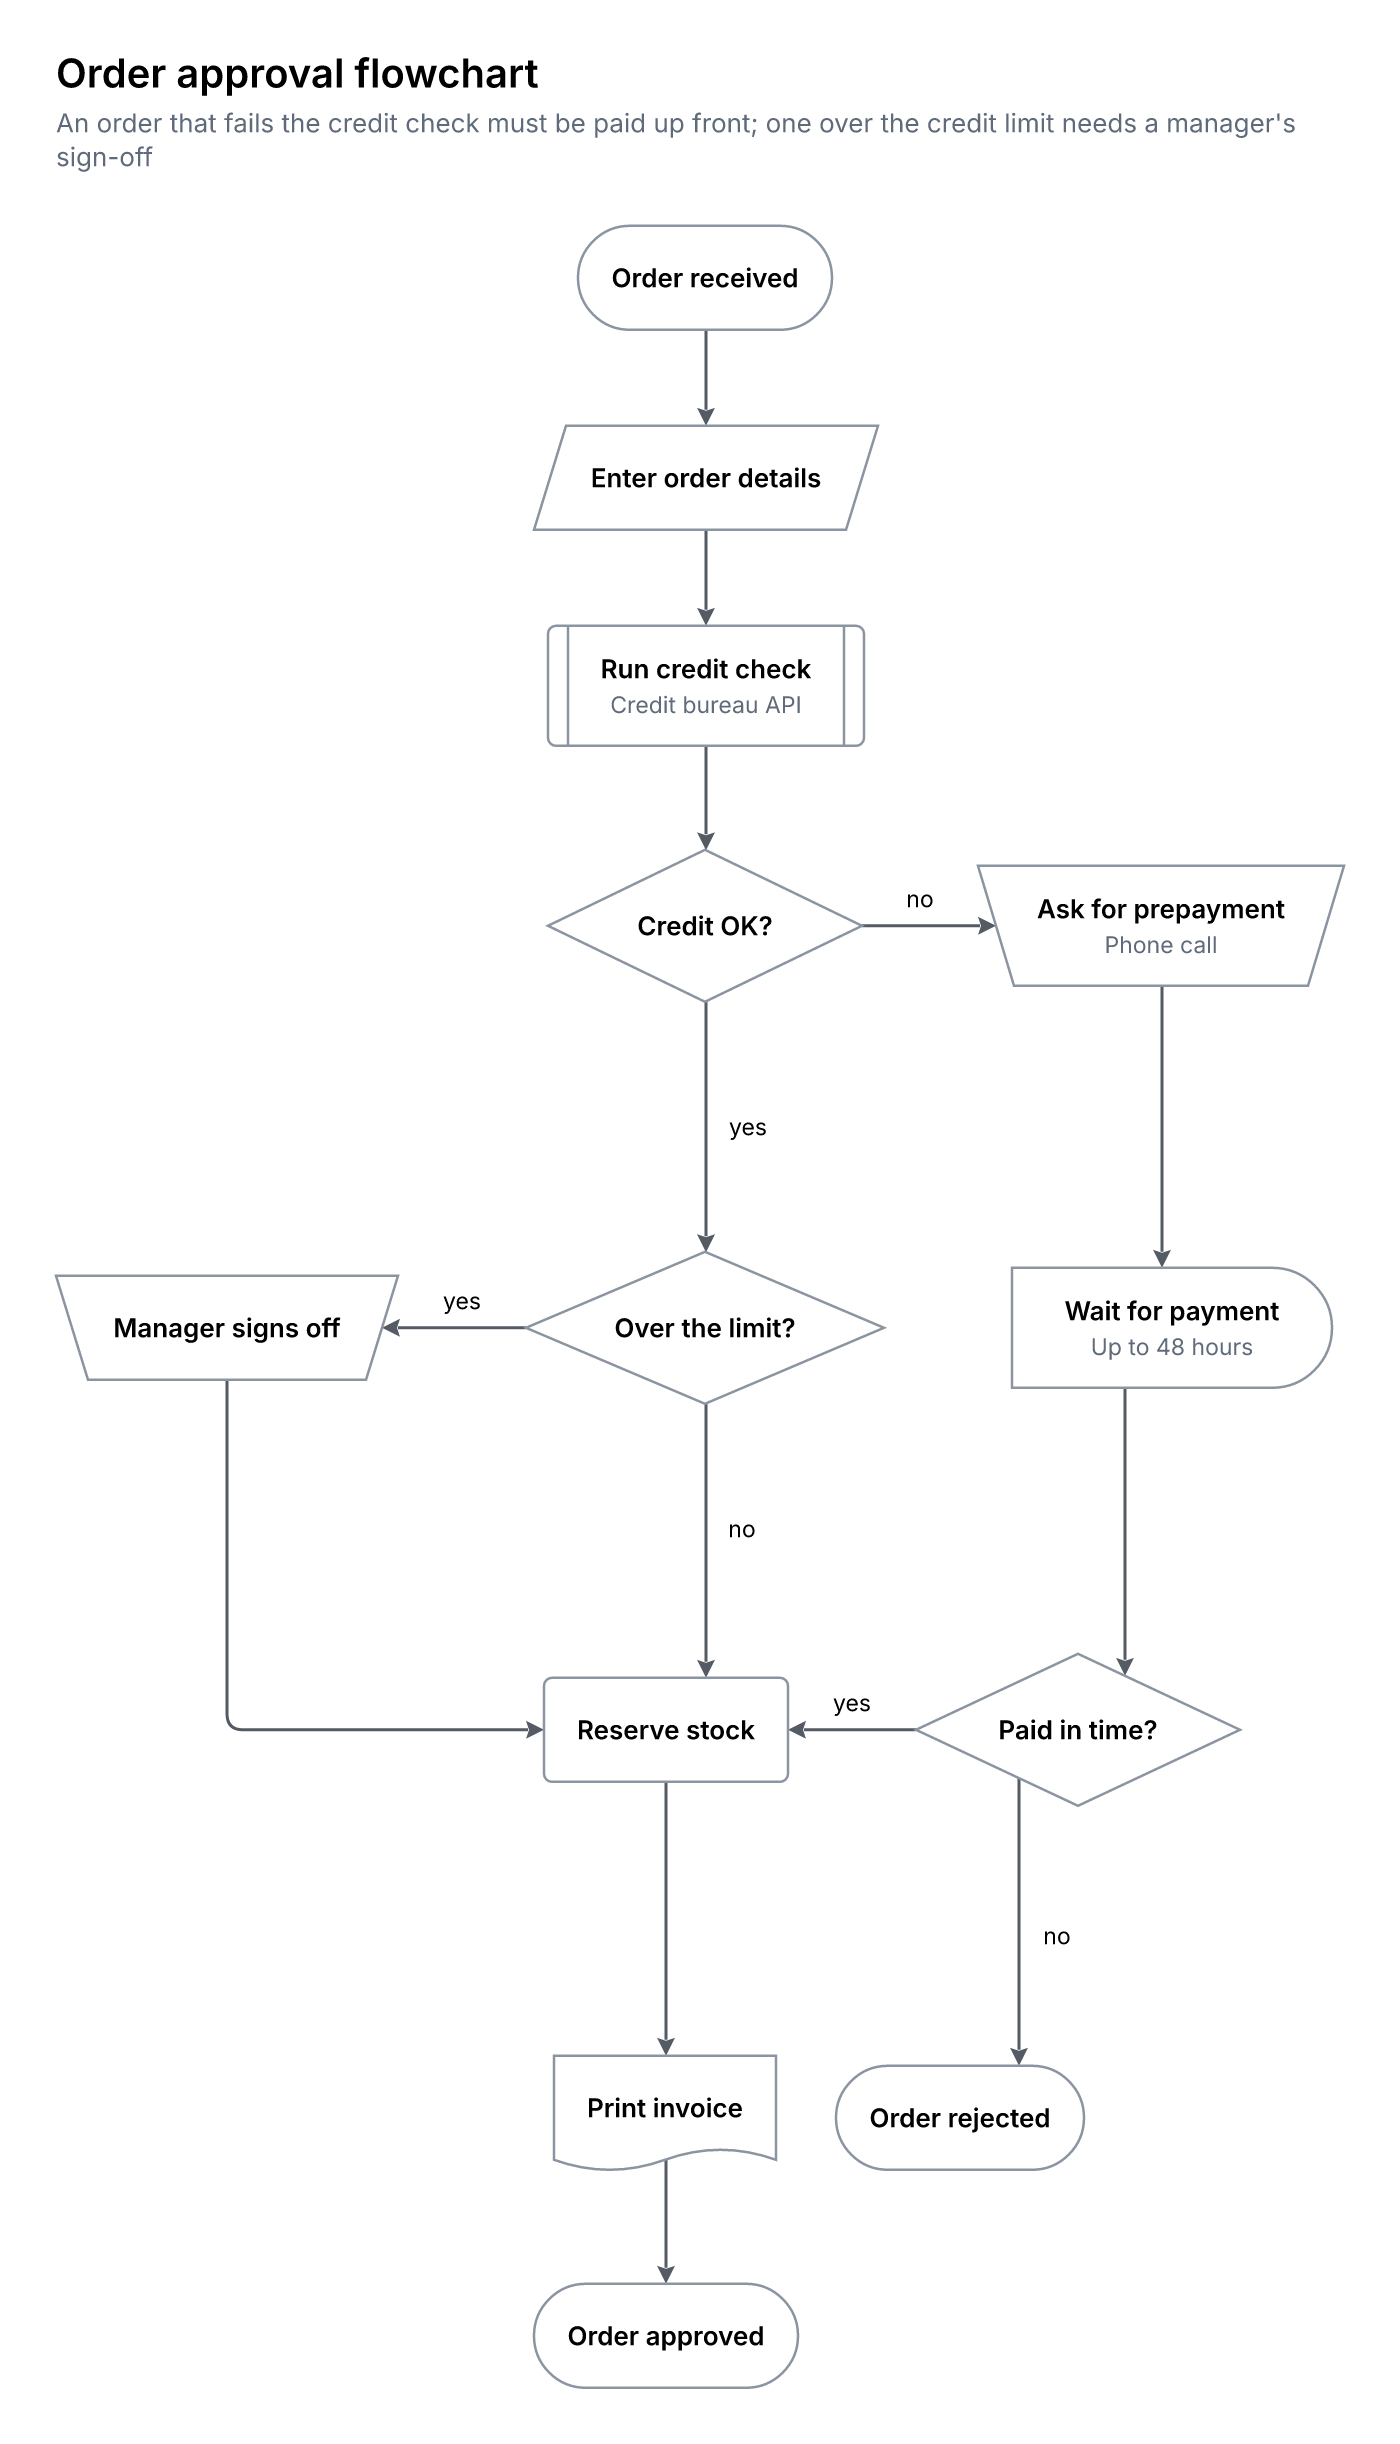 Order approval flowchart
An order that fails the credit check must be paid up front; one over the credit limit needs a manager's
sign-off
Order received
Enter order details
Run credit check
Credit bureau API
Credit OK?
no
Ask for prepayment
Phone call
yes
Manager signs off
yes
Over the limit?
Wait for payment
Up to 48 hours
no
Reserve stock
yes
Paid in time?
no
Print invoice
Order rejected
Order approved